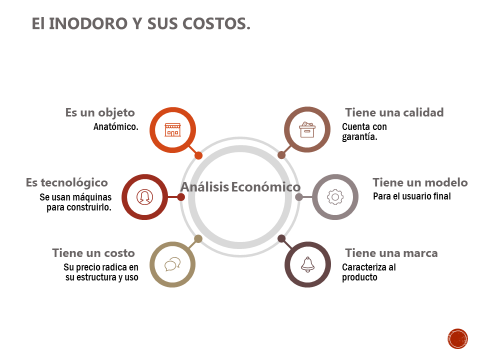 El INODORO Y SUS COSTOS.
Es un objeto
Anatómico.
Tiene una calidad
Cuenta con
garantía.
Es tecnológico
Se usan máquinas
para construirlo.
Análisis Económico
Tiene un modelo
Para el usuario final
Tiene un costo
Su precio radica en
su estructura y uso
Tiene una marca
Caracteriza al
producto